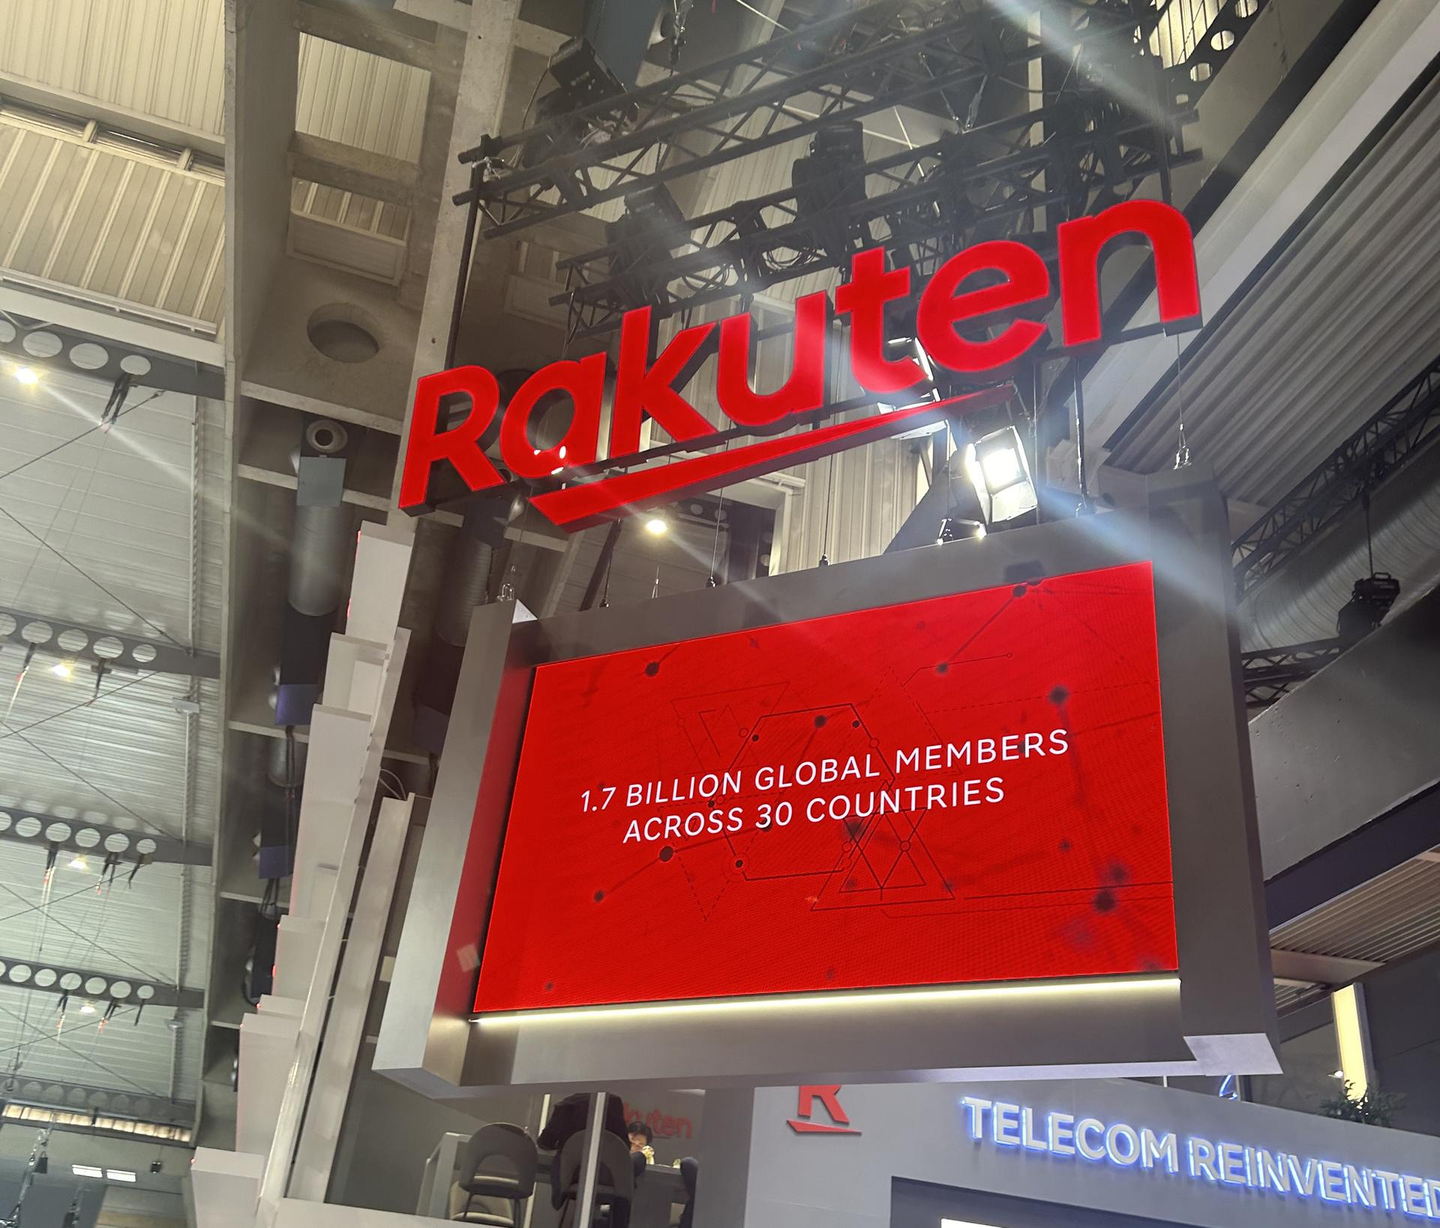 Rakuten
1.7 BILLION GLOBAL MEMBERS
ACROSS 30 COUNTRIES
R
TELECOM REINVENTED